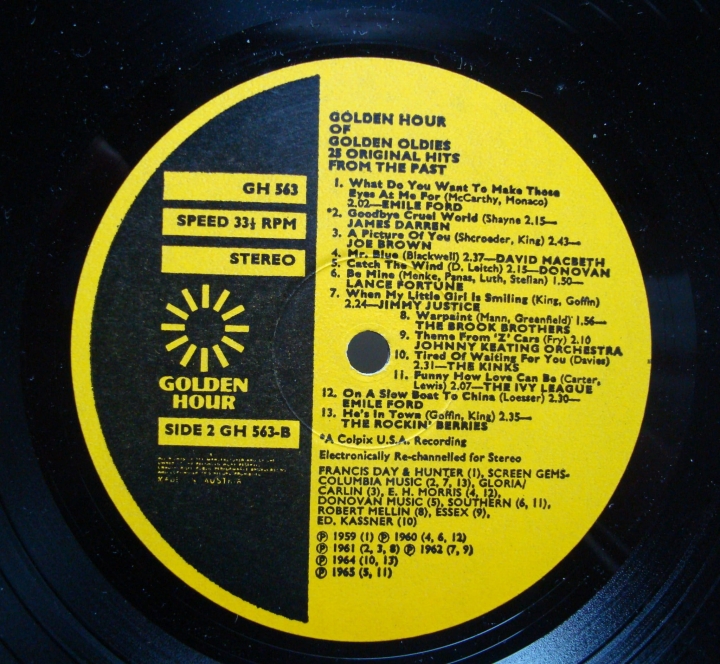 GOLDEN HOUR
OF
GOLDEN OLDIES
25 ORIGINAL HITS
FROM THE PAST
1. What Do You Want To Make Those
Eyes At Me For (McCarthy, Monaco)
2.02—EMILE FORD
*2. Goodbye Cruel World (Shayne 2.15—
JAMES DARREN
3. A Picture Of You (Shcroeder, King) 2.43—
JOE BROWN
4. Mr. Blue (Blackwell) 2.37—DAVID MACBETH
5. Catch The Wind (D. Leitch) 2.15—DONOVAN
6. Be Mine (Menke, Panas, Luth, Stellan) 1.50—
LANCE FORTUNE
7. When My Little Girl Is Smiling (King, Goffin)
2.24—JIMMY JUSTICE
8. Warpaint (Mann, Greenfield) 1.56—
THE BROOK BROTHERS
9. Theme From 'Z' Cars (Fry) 2.10
JOHNNY KEATING ORCHESTRA
10. Tired Of Waiting For You (Davies)
2.31—THE KINKS
11. Funny How Love Can Be (Carter,
Lewis) 2.07—THE IVY LEAGUE
12. On A Slow Boat To China (Loesser) 2.30—
EMILE FORD
13. He's In Town (Goffin, King) 2.35—
THE ROCKIN' BERRIES
*A Colpix U.S.A. Recording
Electronically Re-channelled for Stereo
FRANCIS DAY & HUNTER (1), SCREEN GEMS-
COLUMBIA MUSIC (2, 7, 13), GLORIA/
CARLIN (3), E. H. MORRIS (4, 12),
DONOVAN MUSIC (5), SOUTHERN (6, 11),
ROBERT MELLIN (8), ESSEX (9),
ED. KASSNER (10)
℗ 1959 (1) ℗ 1960 (4, 6, 12)
℗ 1961 (2, 3, 8) ℗ 1962 (7, 9)
℗ 1964 (10, 13)
℗ 1965 (5, 11)
GH 563
SPEED 33⅓ RPM
STEREO
GOLDEN
HOUR
SIDE 2 GH 563-B